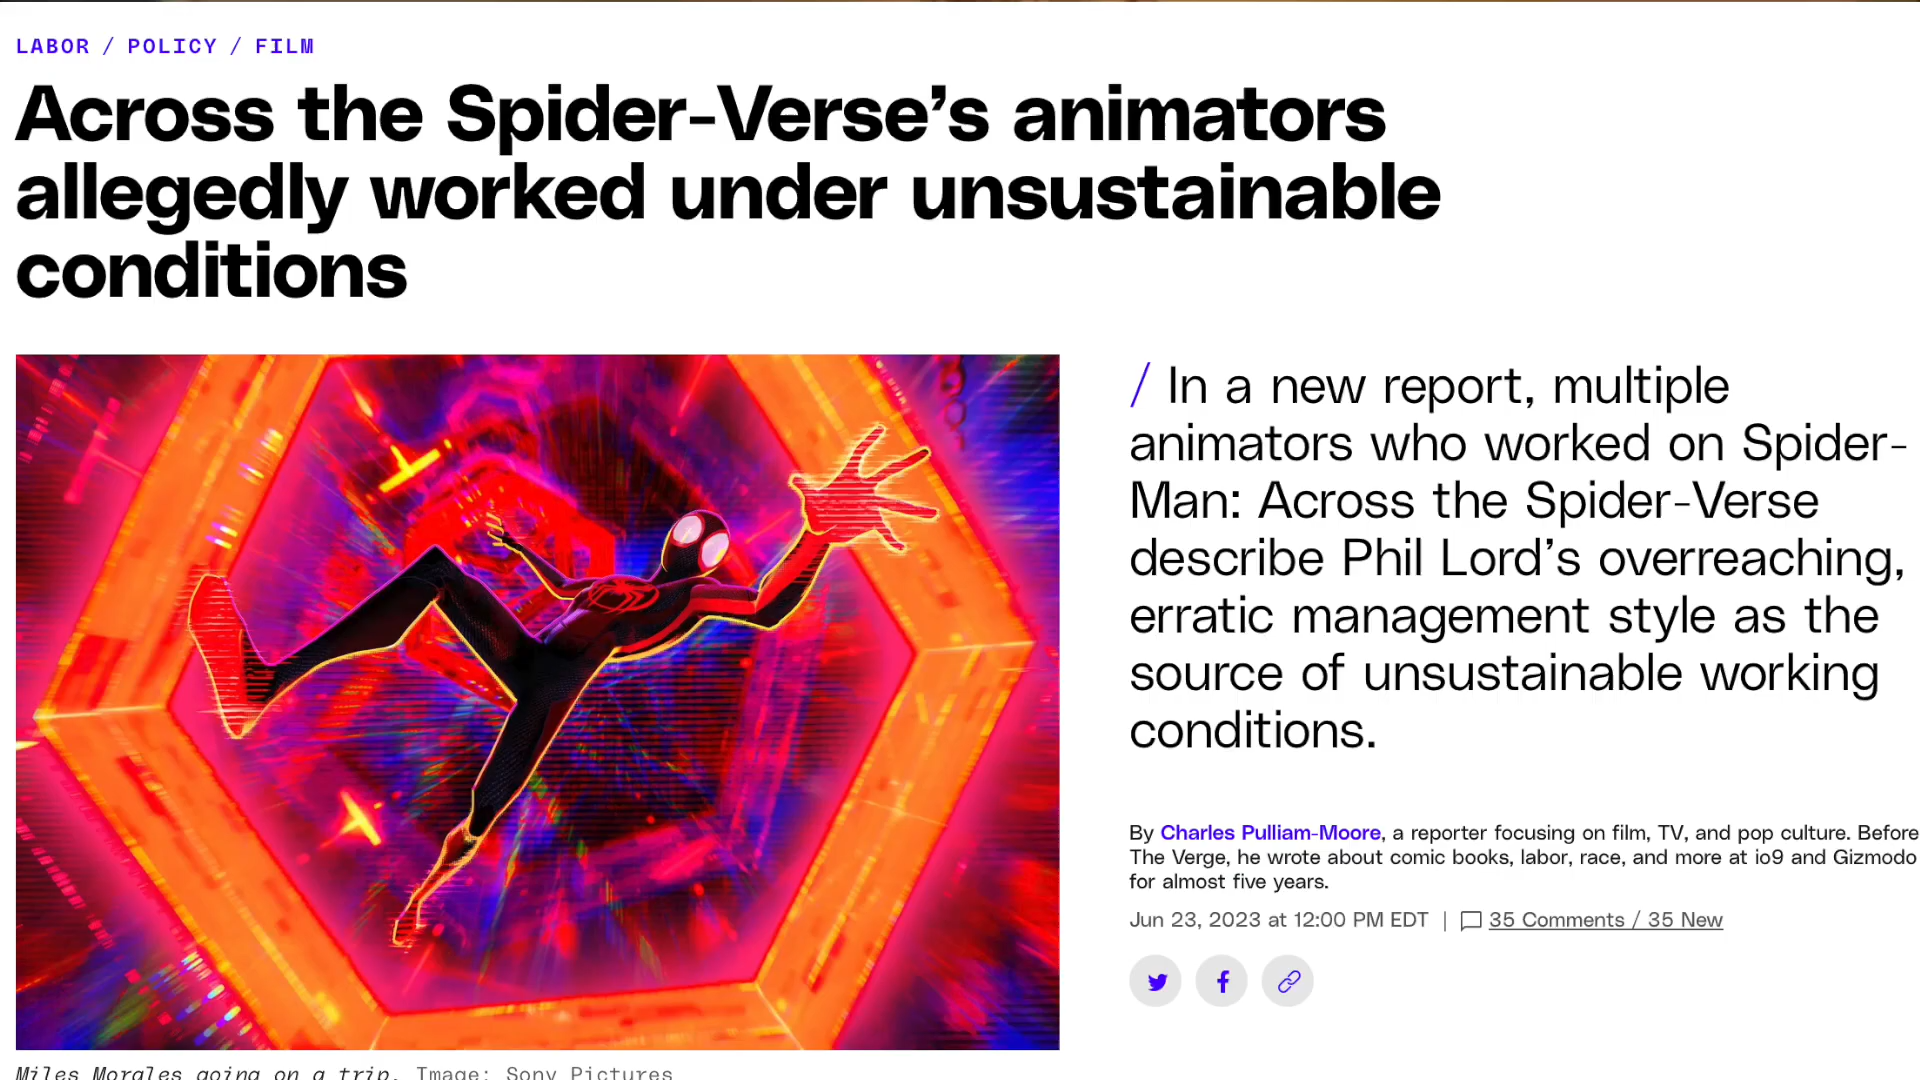 LABOR / POLICY / FILM
Across the Spider-Verse’s animators
allegedly worked under unsustainable
conditions
/ In a new report, multiple
animators who worked on Spider-
Man: Across the Spider-Verse
describe Phil Lord’s overreaching,
erratic management style as the
source of unsustainable working
conditions.
By Charles Pulliam-Moore, a reporter focusing on film, TV, and pop culture. Before
The Verge, he wrote about comic books, labor, race, and more at io9 and Gizmodo
for almost five years.
Jun 23, 2023 at 12:00 PM EDT | 35 Comments / 35 New
Miles Morales going on a trip. Image: Sony Pictures